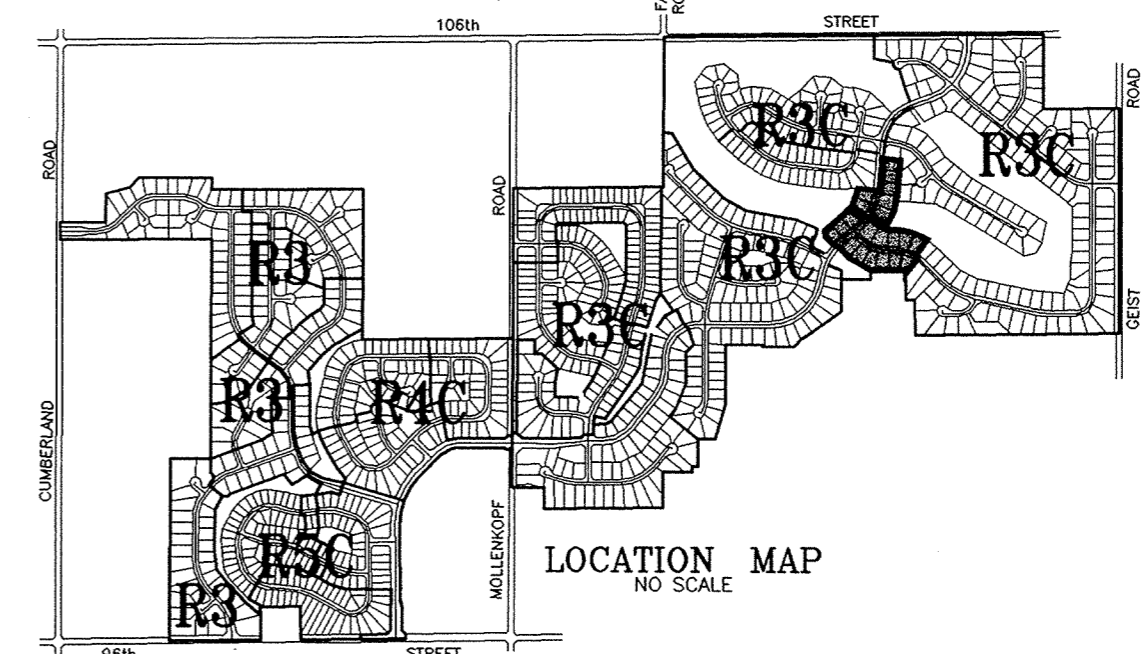 106th STREET
ROAD
ROAD
ROAD
R3C
R3C
R3
R3C
R3C
R3
R4C
GEIST
CUMBERLAND
MOLLENKOPF
R5C
R3
LOCATION MAP
NO SCALE
96th STREET